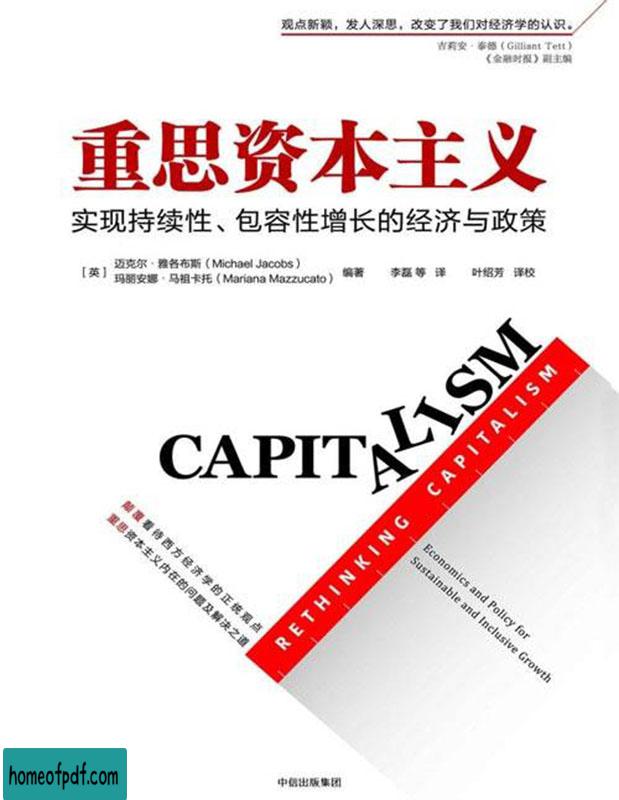 观点新颖，发人深思，改变了我们对经济学的认识。
吉莉安·泰德（Gilliant Tett）
《金融时报》副主编
重思资本主义
实现持续性、包容性增长的经济与政策
［英］ 迈克尔·雅各布斯（Michael Jacobs）
玛丽安娜·马祖卡托（Mariana Mazzucato） 编著 李磊 等 译 叶绍芳 译校
CAPITALISM
RETHINKING CAPITALISM
Economics and Policy for
Sustainable and Inclusive Growth
颠覆看待西方经济学的正统观点
重思资本主义内在的问题及解决之道
中信出版集团
homeofpdf.com